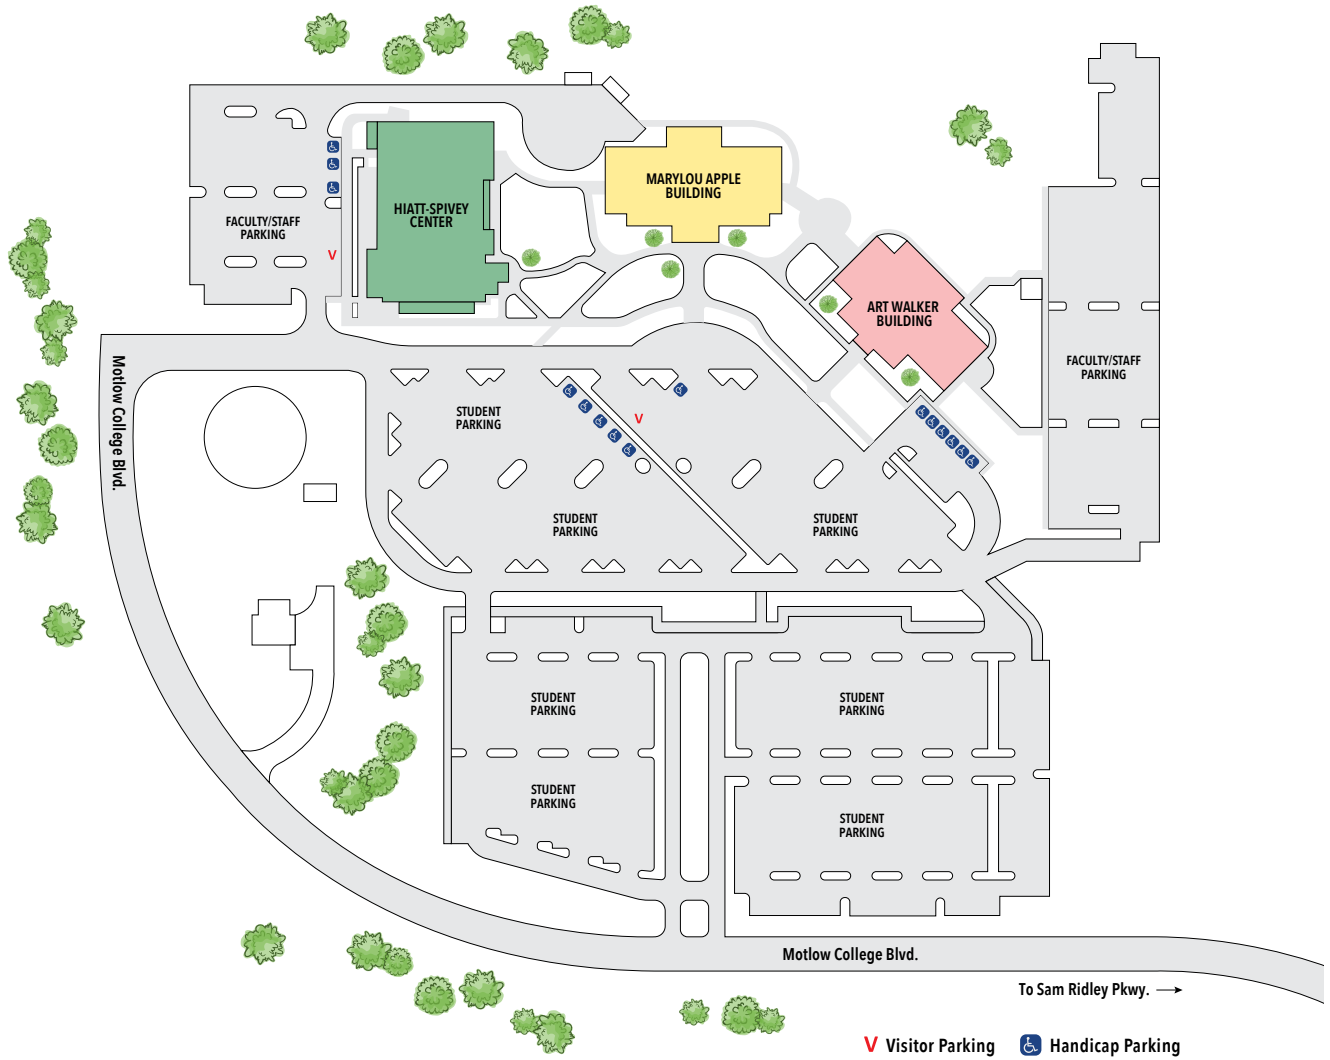 MARYLOU APPLE
BUILDING
HIATT-SPIVEY
CENTER
FACULTY/STAFF
PARKING
V
ART WALKER
BUILDING
FACULTY/STAFF
PARKING
Motlow College Blvd.
STUDENT
PARKING
V
STUDENT
PARKING
STUDENT
PARKING
STUDENT
PARKING
STUDENT
PARKING
STUDENT
PARKING
STUDENT
PARKING
Motlow College Blvd.
To Sam Ridley Pkwy.
V Visitor Parking
Handicap Parking